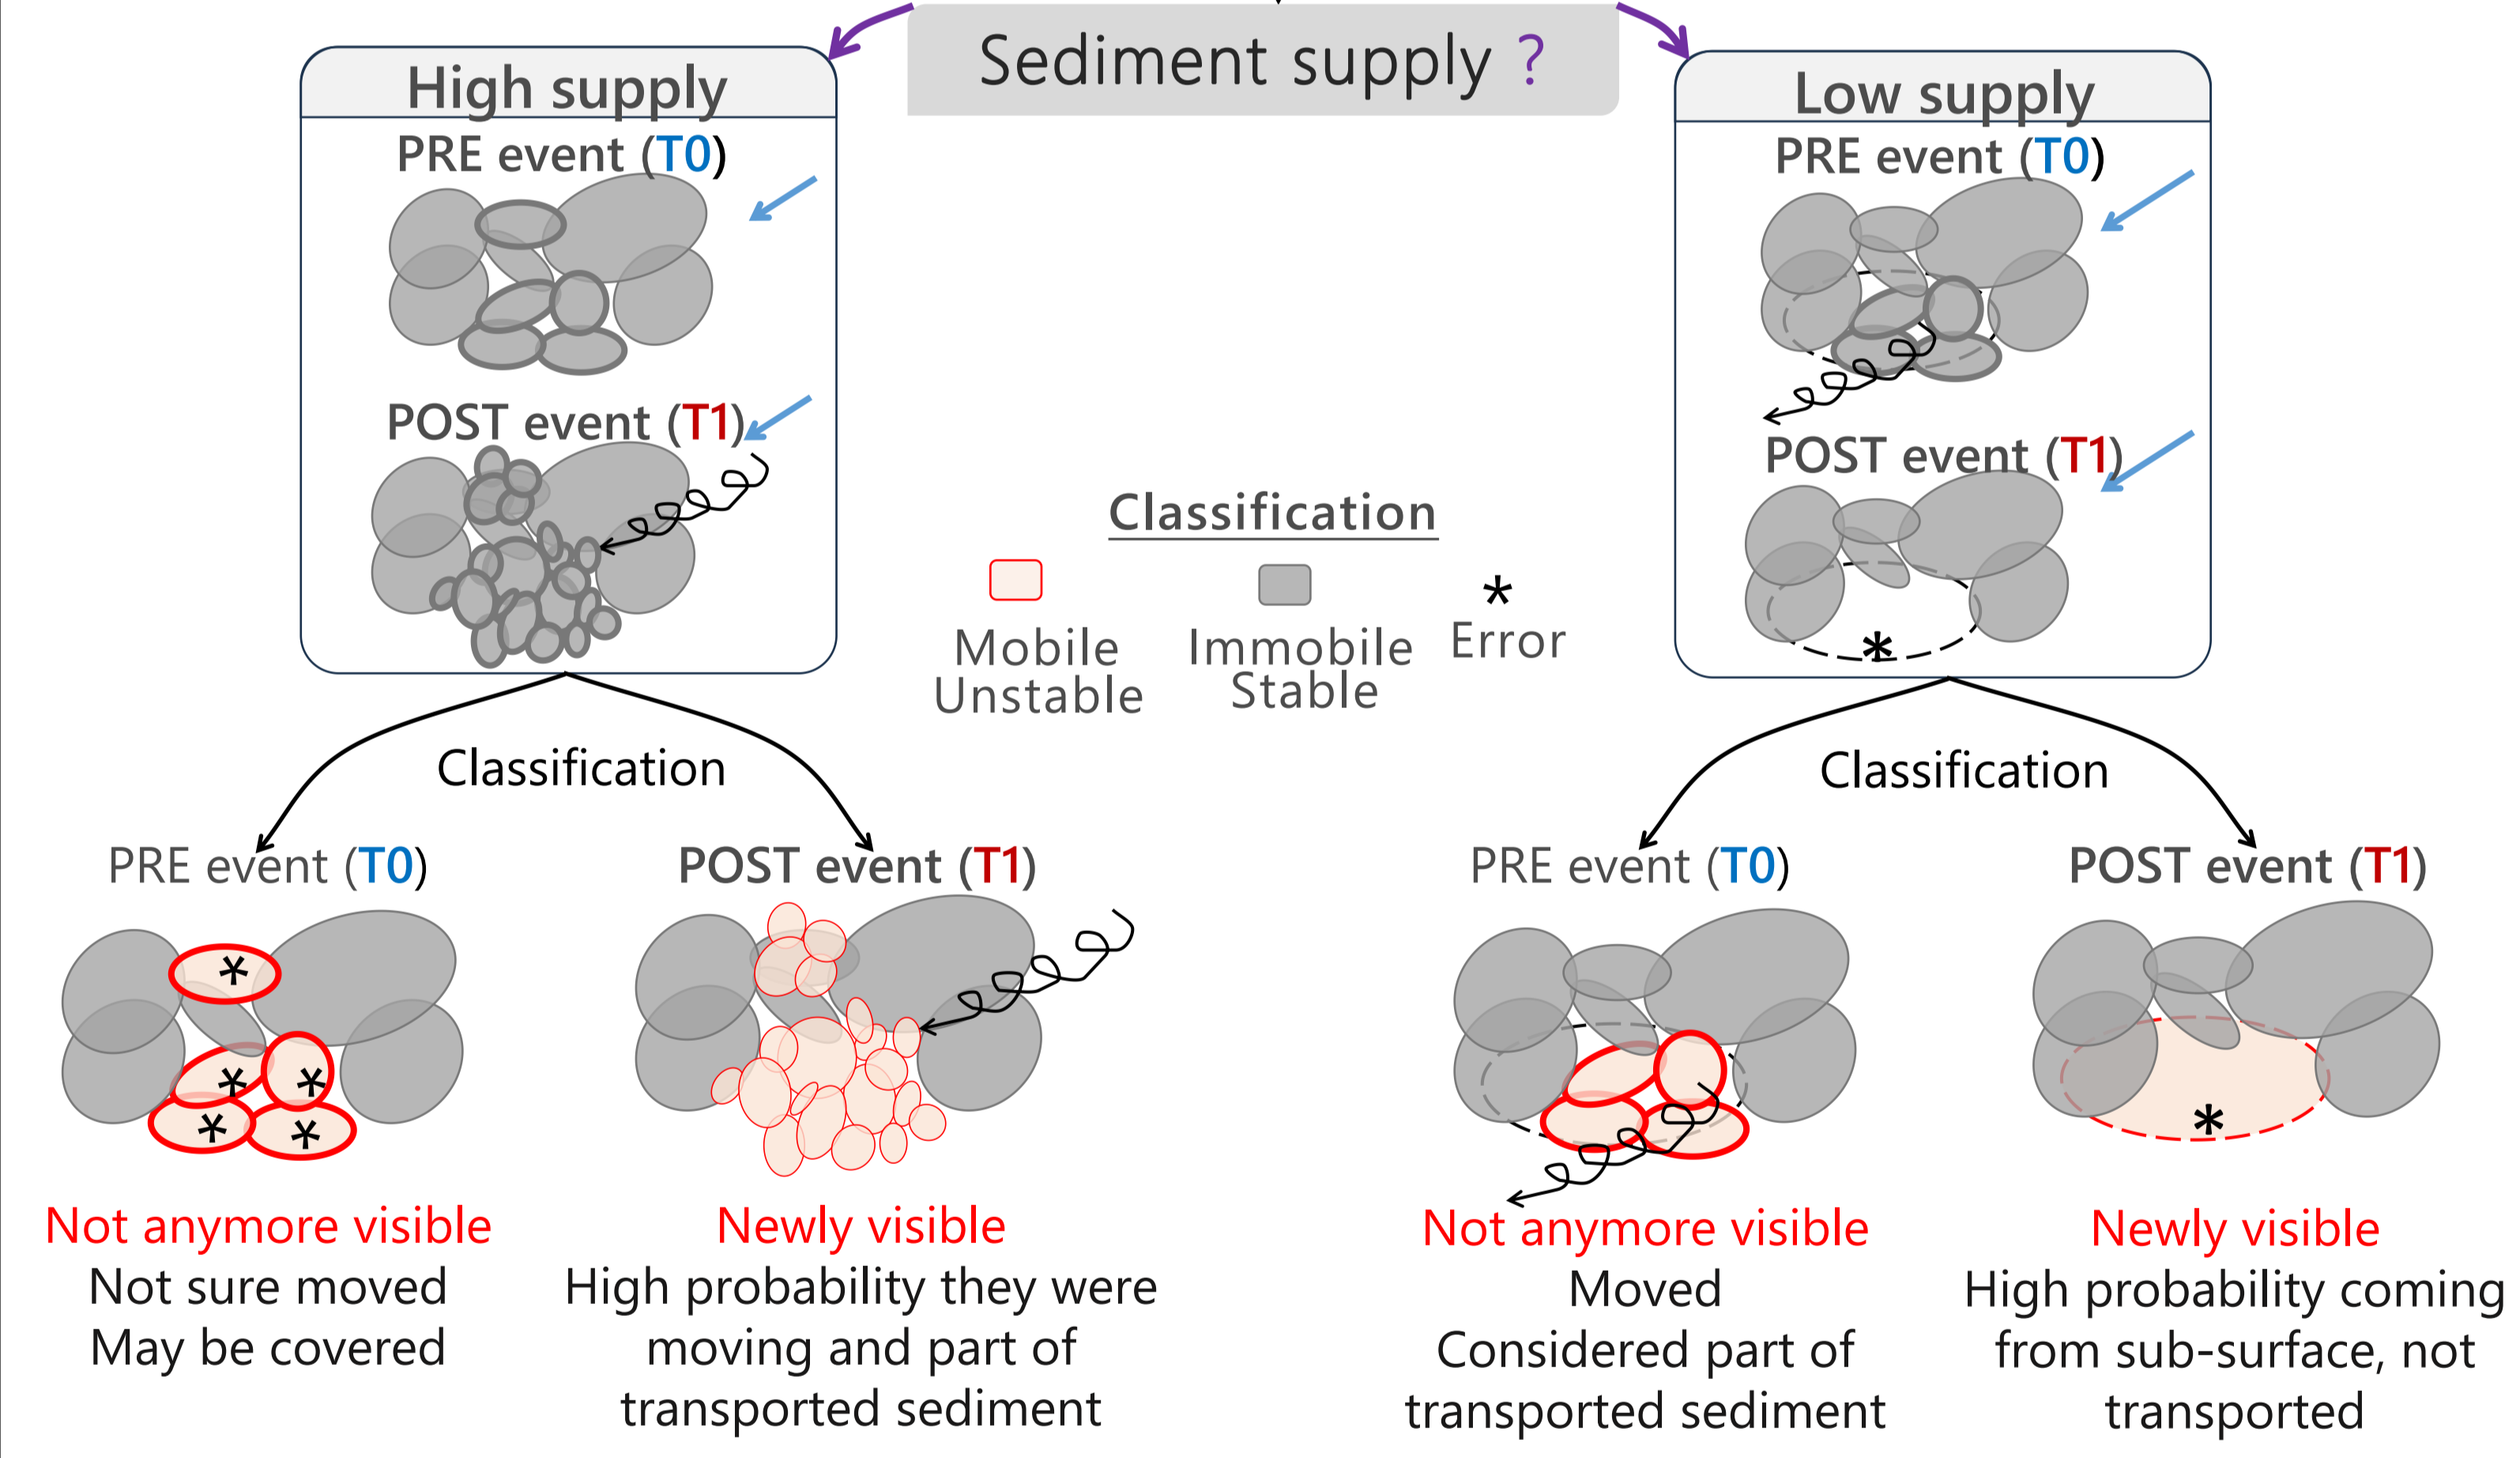 Sediment supply ?
High supply
PRE event (T0)
POST event (T1)
Low supply
PRE event (T0)
POST event (T1)
*
Classification
*
Mobile
Unstable
Immobile
Stable
Error
Classification
PRE event (T0)
*
*
*
*
*
Not anymore visible
Not sure moved
May be covered
POST event (T1)
Newly visible
High probability they were
moving and part of
transported sediment
Classification
PRE event (T0)
Not anymore visible
Moved
Considered part of
transported sediment
POST event (T1)
*
Newly visible
High probability coming
from sub-surface, not
transported